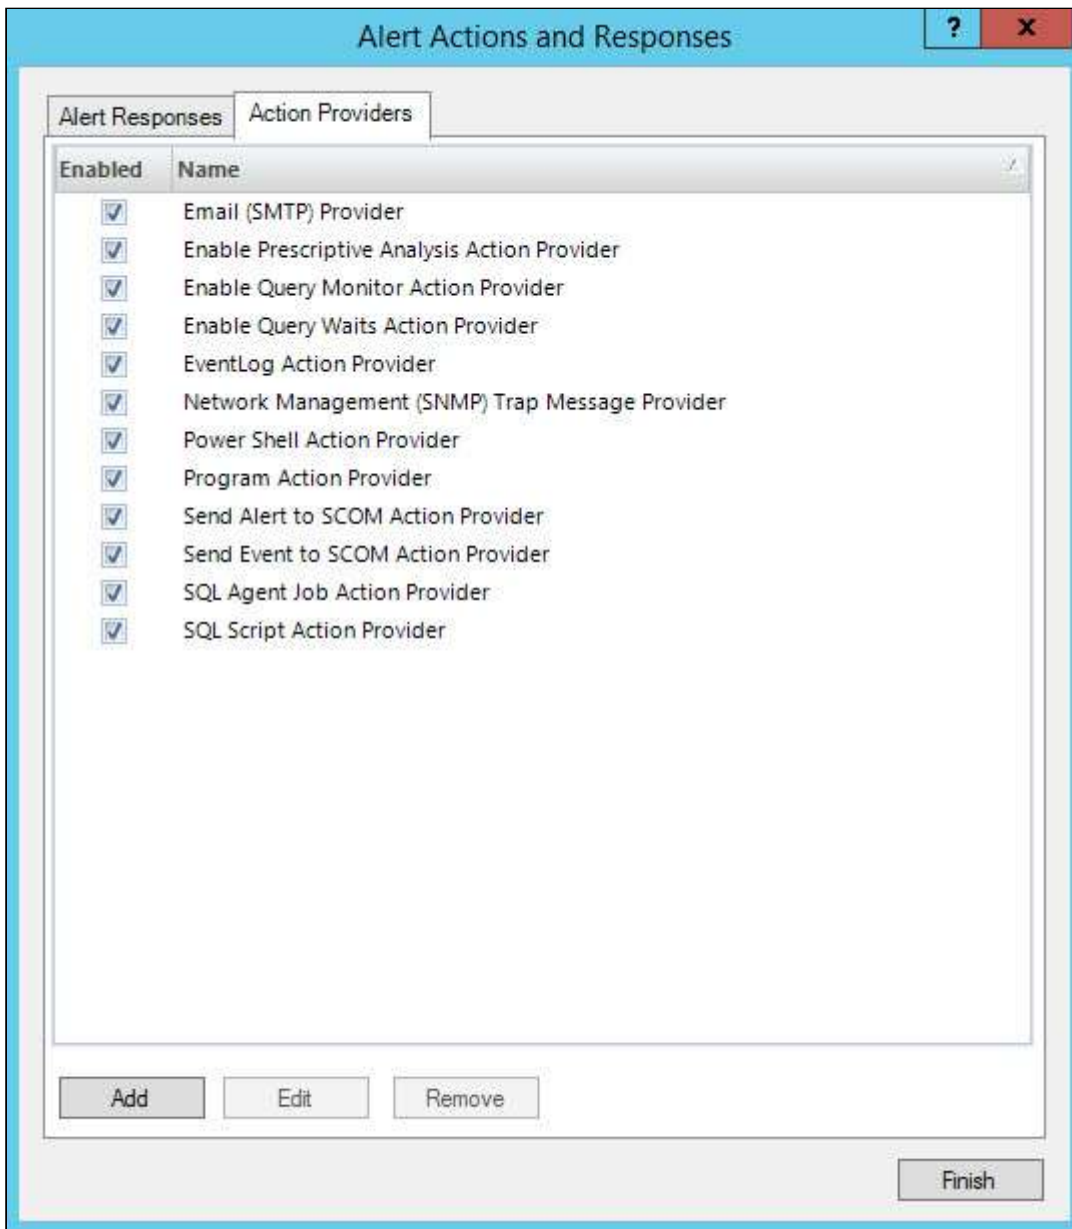 Alert Actions and Responses
?
x
Alert Responses
Action Providers
Enabled Name
Email (SMTP) Provider
Enable Prescriptive Analysis Action Provider
Enable Query Monitor Action Provider
Enable Query Waits Action Provider
EventLog Action Provider
Network Management (SNMP) Trap Message Provider
Power Shell Action Provider
Program Action Provider
Send Alert to SCOM Action Provider
Send Event to SCOM Action Provider
SQL Agent Job Action Provider
SQL Script Action Provider
Add
Edit
Remove
Finish